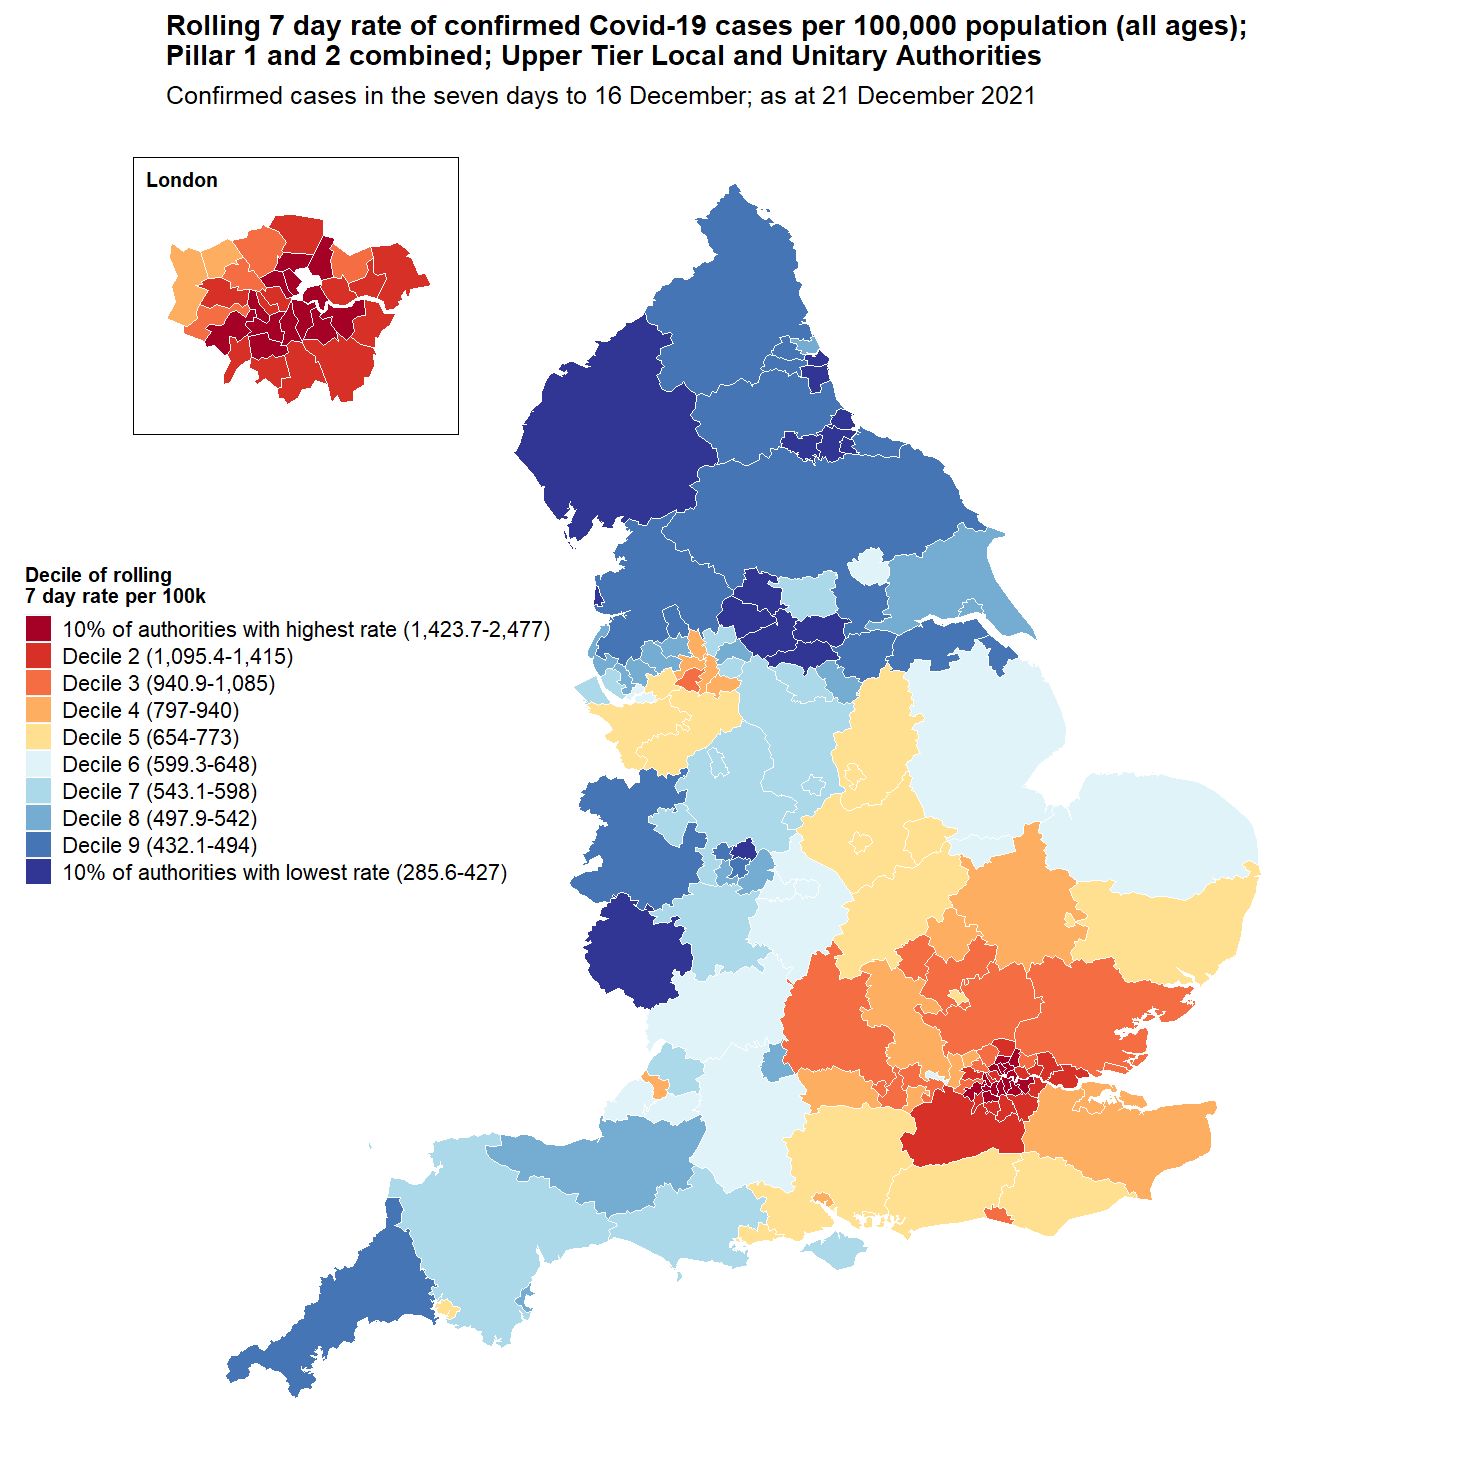 Rolling 7 day rate of confirmed Covid-19 cases per 100,000 population (all ages);
Pillar 1 and 2 combined; Upper Tier Local and Unitary Authorities
Confirmed cases in the seven days to 16 December; as at 21 December 2021
London
Decile of rolling
7 day rate per 100k
10% of authorities with highest rate (1,423.7-2,477)
Decile 2 (1,095.4-1,415)
Decile 3 (940.9-1,085)
Decile 4 (797-940)
Decile 5 (654-773)
Decile 6 (599.3-648)
Decile 7 (543.1-598)
Decile 8 (497.9-542)
Decile 9 (432.1-494)
10% of authorities with lowest rate (285.6-427)